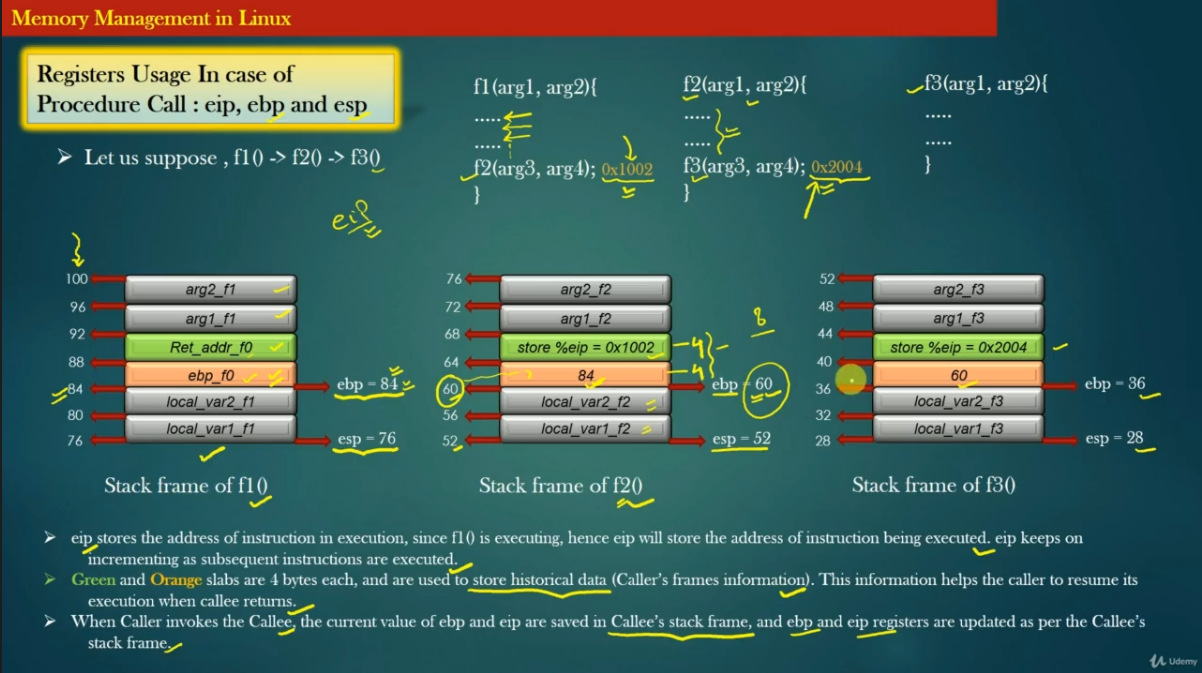 Memory Management in Linux
Registers Usage In case of
Procedure Call : eip, ebp and esp
➢ Let us suppose , f1() -> f2() -> f3()
f1(arg1, arg2){
.....
.....
f2(arg3, arg4); 0x1002
}
f2(arg1, arg2){
.....
.....
f3(arg3, arg4); 0x2004
}
f3(arg1, arg2){
.....
.....
}
eip
100
arg2_f1
96
arg1_f1
92
Ret_addr_f0
88
ebp_f0
84
ebp = 84
local_var2_f1
80
local_var1_f1
76
esp = 76
Stack frame of f1()
76
arg2_f2
72
arg1_f2
68
store %eip = 0x1002
4
8
64
84
4
60
ebp = 60
local_var2_f2
56
local_var1_f2
52
esp = 52
Stack frame of f2()
52
arg2_f3
48
arg1_f3
44
store %eip = 0x2004
40
60
36
ebp = 36
local_var2_f3
32
local_var1_f3
28
esp = 28
Stack frame of f3()
➢ eip stores the address of instruction in execution, since f1() is executing, hence eip will store the address of instruction being executed. eip keeps on
incrementing as subsequent instructions are executed.
➢ Green and Orange slabs are 4 bytes each, and are used to store historical data (Caller's frames information). This information helps the caller to resume its
execution when callee returns.
➢ When Caller invokes the Callee, the current value of ebp and eip are saved in Callee's stack frame, and ebp and eip registers are updated as per the Callee's
stack frame.
Udemy